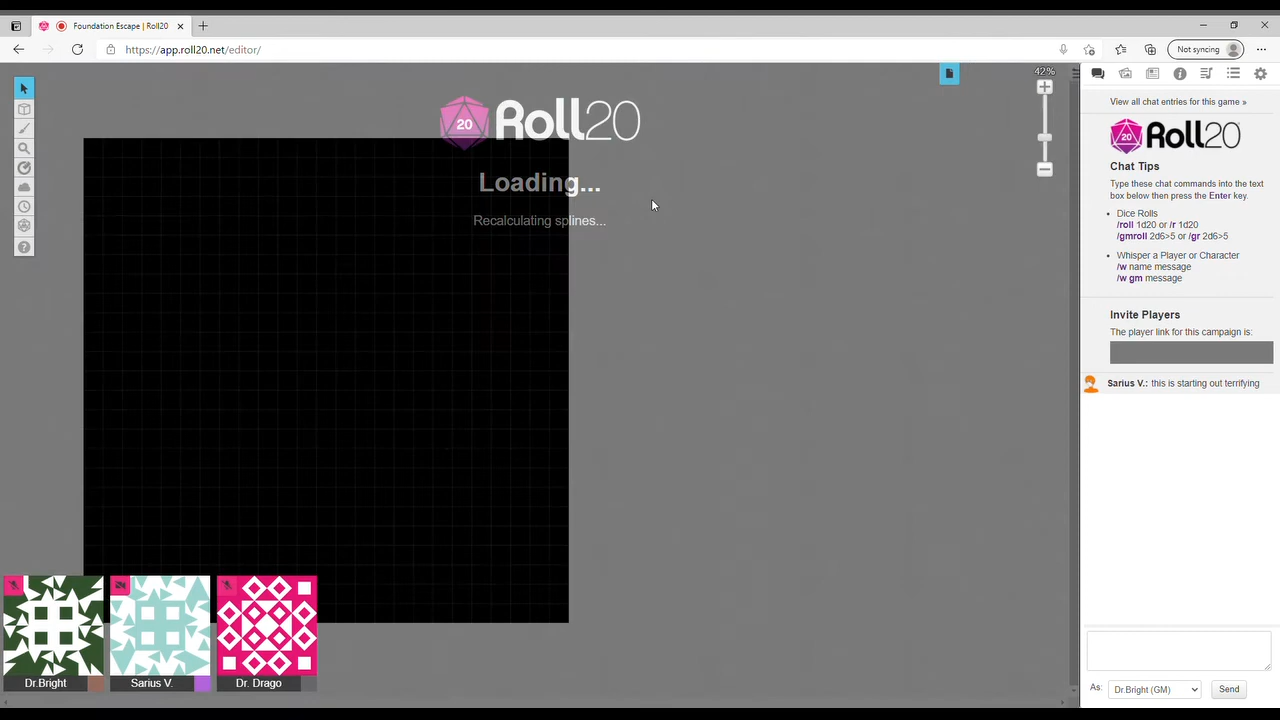 Foundation Escape | Roll20
https://app.roll20.net/editor/
Not syncing
42%
20 Roll20
Loading...
Recalculating splines...
View all chat entries for this game »
20 Roll20
Chat Tips
Type these chat commands into the text
box below then press the Enter key.
Dice Rolls
/roll 1d20 or /r 1d20
/gmroll 2d6>5 or /gr 2d6>5
Whisper a Player or Character
/w name message
/w gm message
Invite Players
The player link for this campaign is:
Sarius V.: this is starting out terrifying
Dr.Bright
Sarius V.
Dr. Drago
As: Dr.Bright (GM) Send